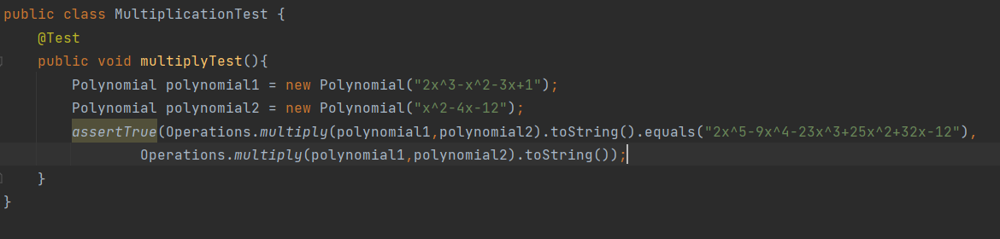 public class MultiplicationTest {
@Test
public void multiplyTest(){
Polynomial polynomial1 = new Polynomial("2x^3-x^2-3x+1");
Polynomial polynomial2 = new Polynomial("x^2-4x-12");
assertTrue(Operations.multiply(polynomial1,polynomial2).toString().equals("2x^5-9x^4-23x^3+25x^2+32x-12"),
Operations.multiply(polynomial1,polynomial2).toString());
}
}